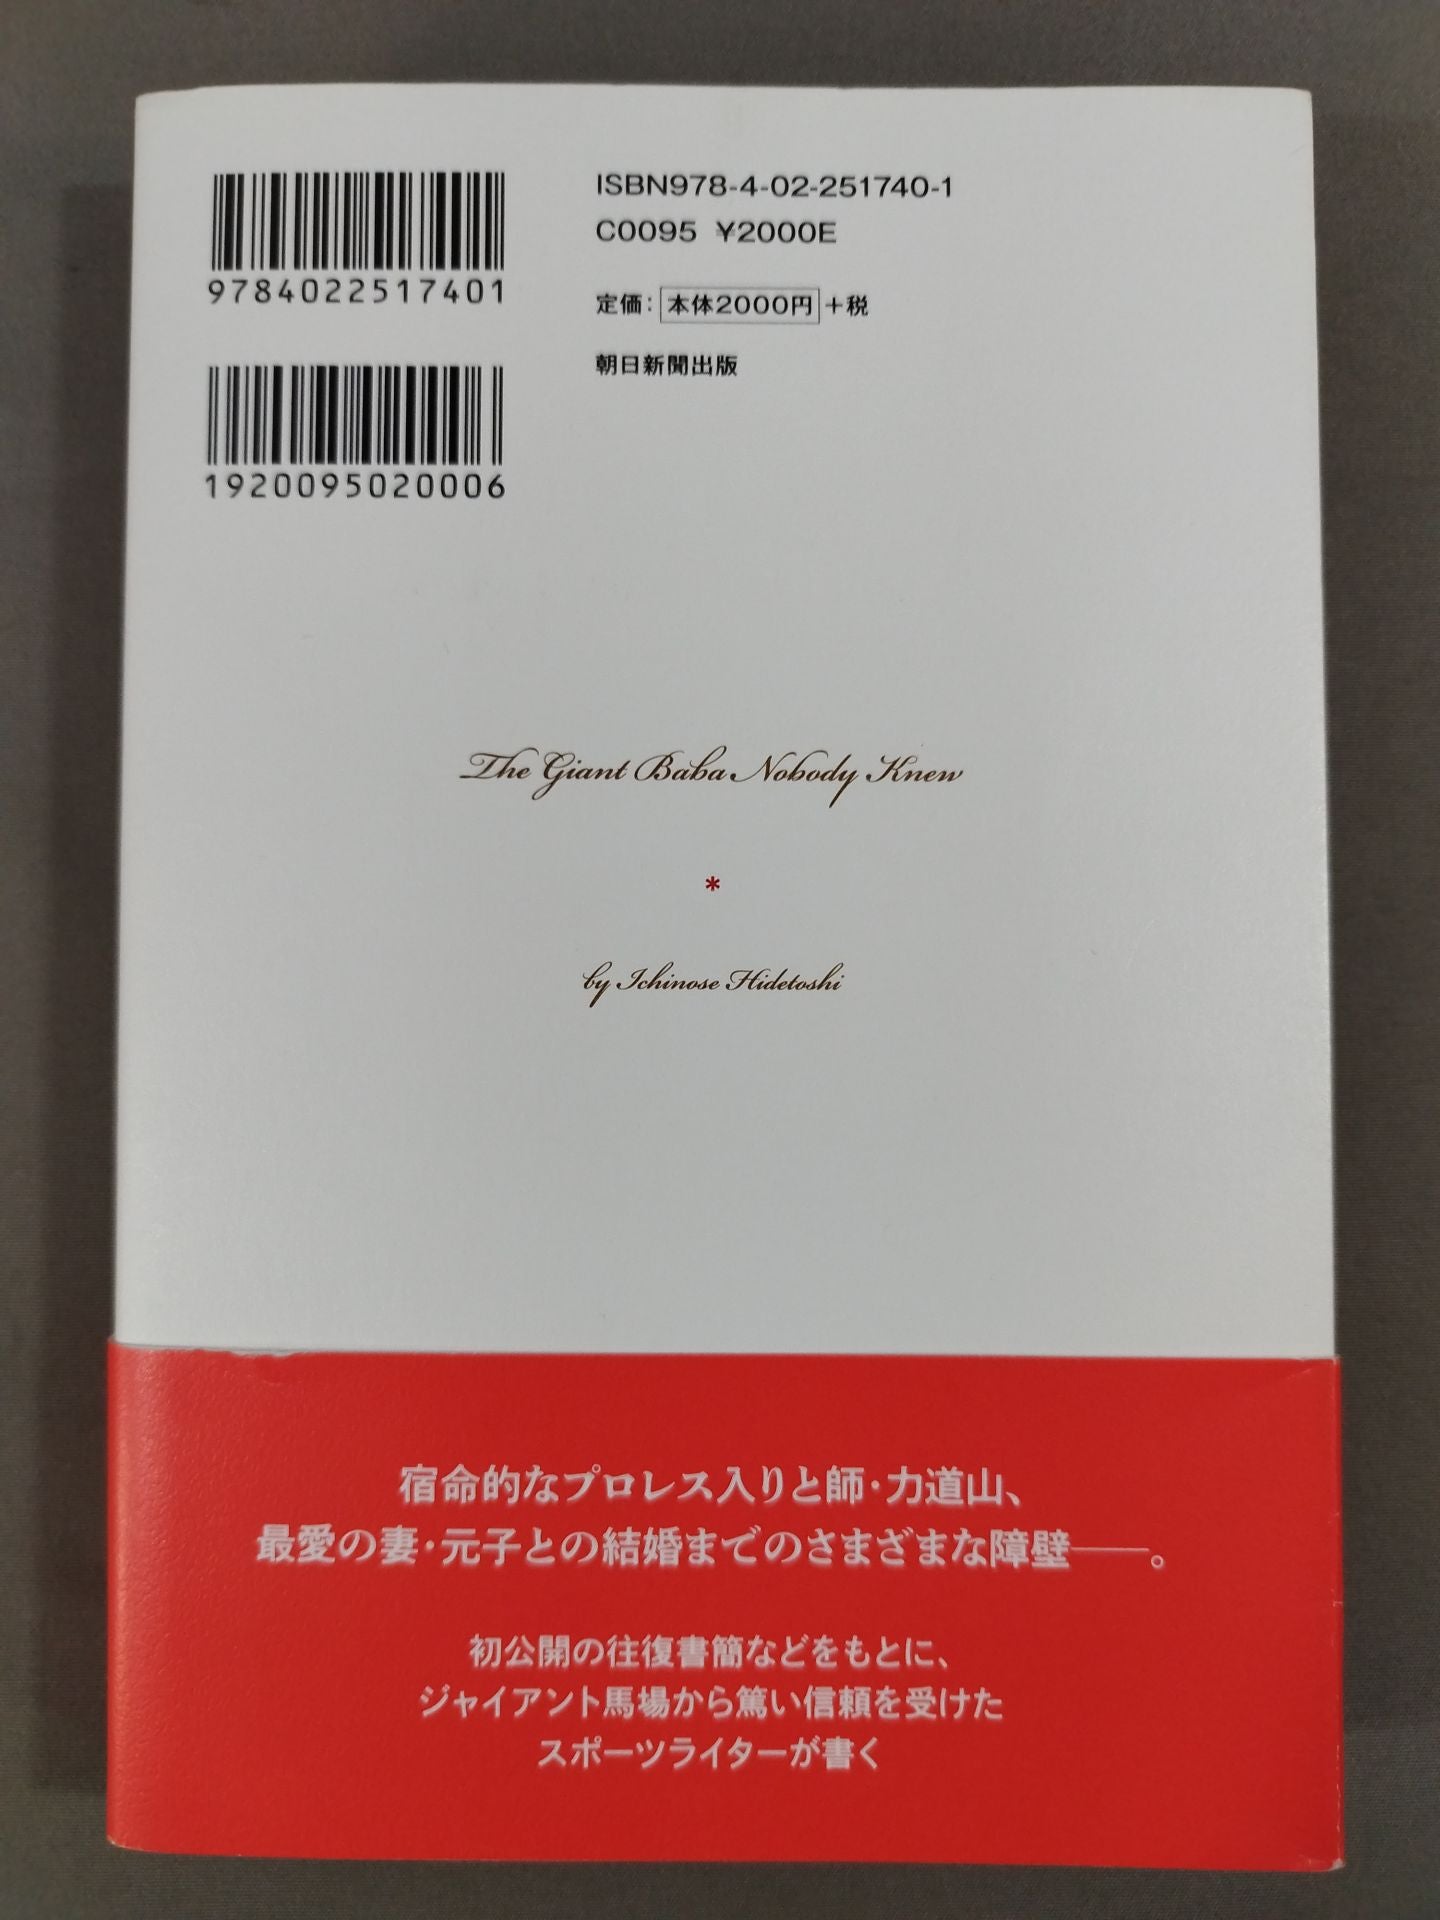 9784022517401
1920095020006
ISBN978-4-02-251740-1
C0095 ¥2000E
定価：本体2000円+税
朝日新聞出版
The Giant Baba Nobody Knew
*
by Ichinose Hidetoshi
宿命的なプロレス入りと師・力道山、
最愛の妻・元子との結婚までのさまざまな障壁――。
初公開の往復書簡などをもとに、
ジャイアント馬場から篤い信頼を受けた
スポーツライターが書く